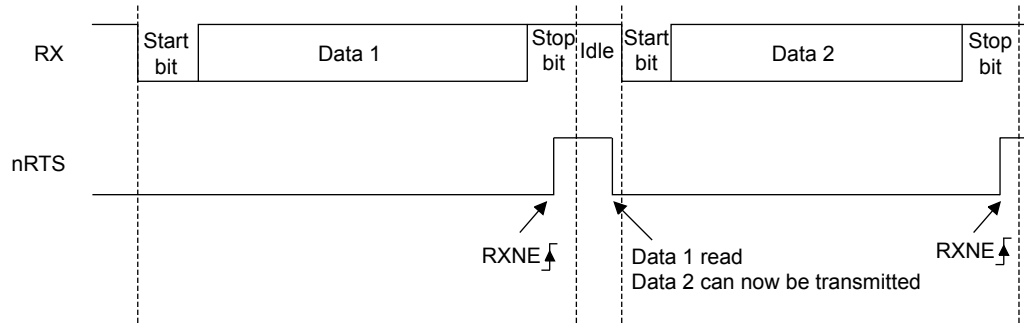 RX
Start bit
Data 1
Stop bit
Idle
Start bit
Data 2
Stop bit
nRTS
RXNE
Data 1 read
Data 2 can now be transmitted
RXNE